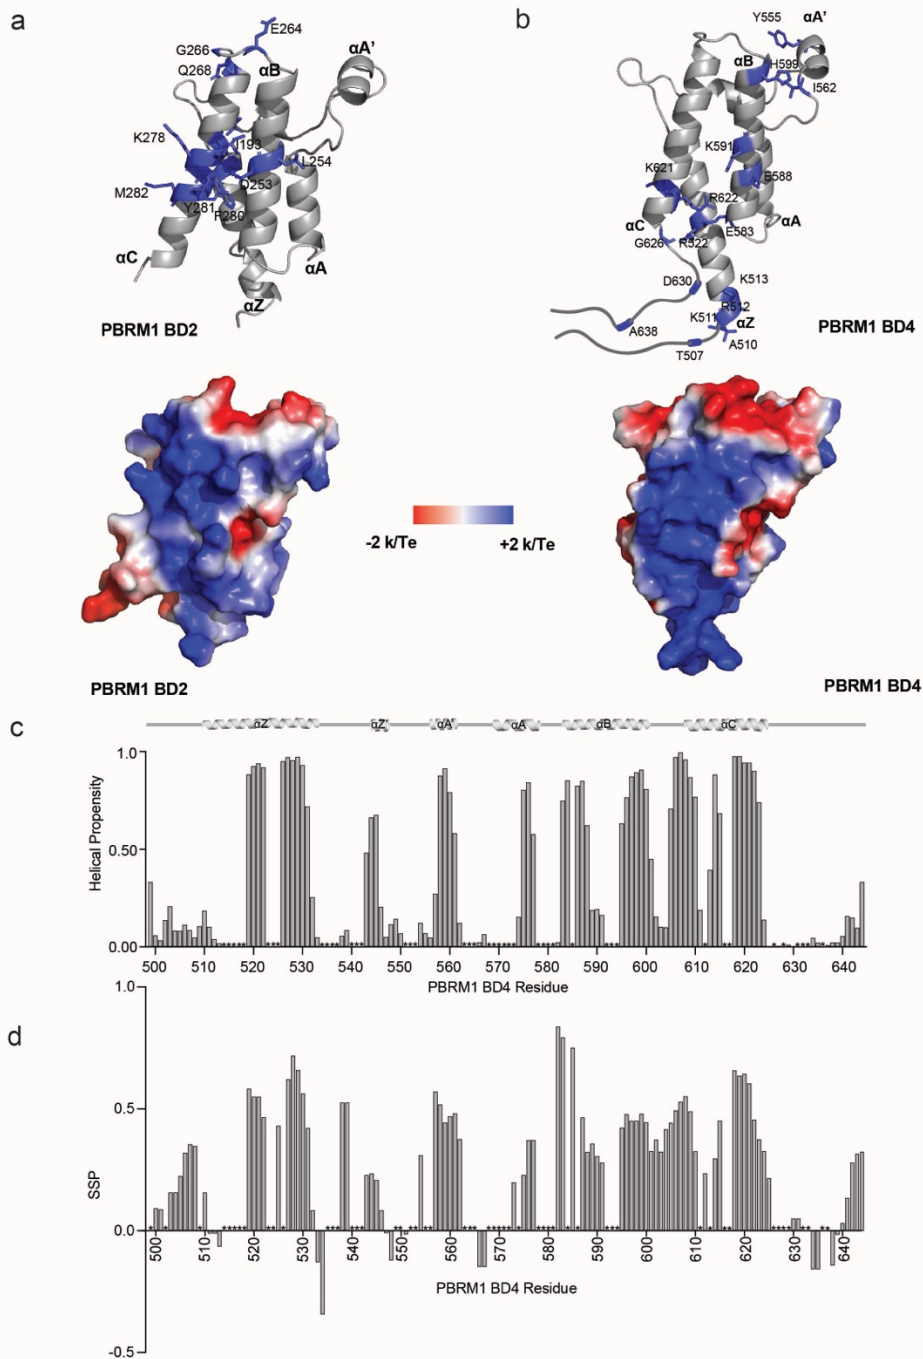 a
E264
G266
Q268
αB
αA'
K278
I193
L254
D253
M282
Y281
F280
αC
αA
αZ
PBRM1 BD2
b
Y555
αA'
αB
H599
I562
K591
E588
K621
R622
αC
E583
αA
G626
R522
D630
K513
R512
K511
αZ
A638
A510
T507
PBRM1 BD4
-2 k/Te
+2 k/Te
PBRM1 BD2
PBRM1 BD4
c
αZ αZ' αA' αA αB αC
1.0
0.50
0.00
Helical Propensity
500 510 520 530 540 550 560 570 580 590 600 610 620 630 640
PBRM1 BD4 Residue
d
1.0
0.5
0.0
-0.5
SSP
500 510 520 530 540 550 560 570 580 590 600 610 620 630 640
PBRM1 BD4 Residue